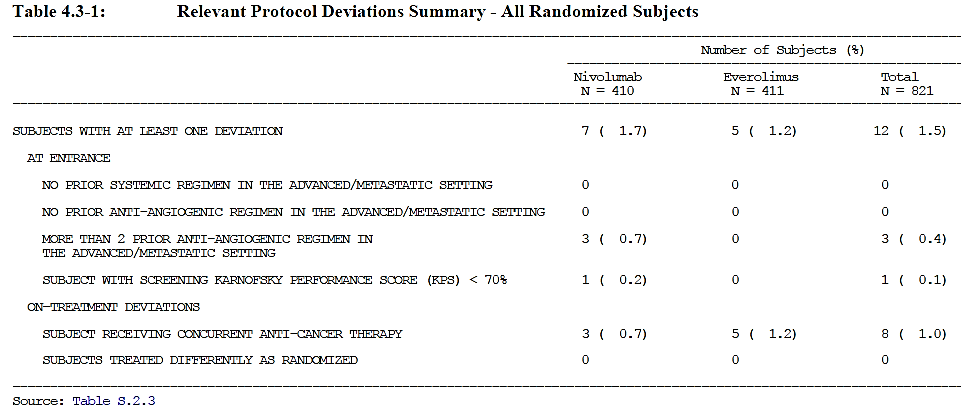 Table 4.3-1: Relevant Protocol Deviations Summary - All Randomized Subjects
Number of Subjects (%)
Nivolumab Everolimus Total
N = 410 N = 411 N = 821
SUBJECTS WITH AT LEAST ONE DEVIATION 7 ( 1.7) 5 ( 1.2) 12 ( 1.5)
AT ENTRANCE
NO PRIOR SYSTEMIC REGIMEN IN THE ADVANCED/METASTATIC SETTING 0 0 0
NO PRIOR ANTI-ANGIOGENIC REGIMEN IN THE ADVANCED/METASTATIC SETTING 0 0 0
MORE THAN 2 PRIOR ANTI-ANGIOGENIC REGIMEN IN 3 ( 0.7) 0 3 ( 0.4)
THE ADVANCED/METASTATIC SETTING
SUBJECT WITH SCREENING KARNOFSKY PERFORMANCE SCORE (KPS) < 70% 1 ( 0.2) 0 1 ( 0.1)
ON-TREATMENT DEVIATIONS
SUBJECT RECEIVING CONCURRENT ANTI-CANCER THERAPY 3 ( 0.7) 5 ( 1.2) 8 ( 1.0)
SUBJECTS TREATED DIFFERENTLY AS RANDOMIZED 0 0 0
Source: Table S.2.3